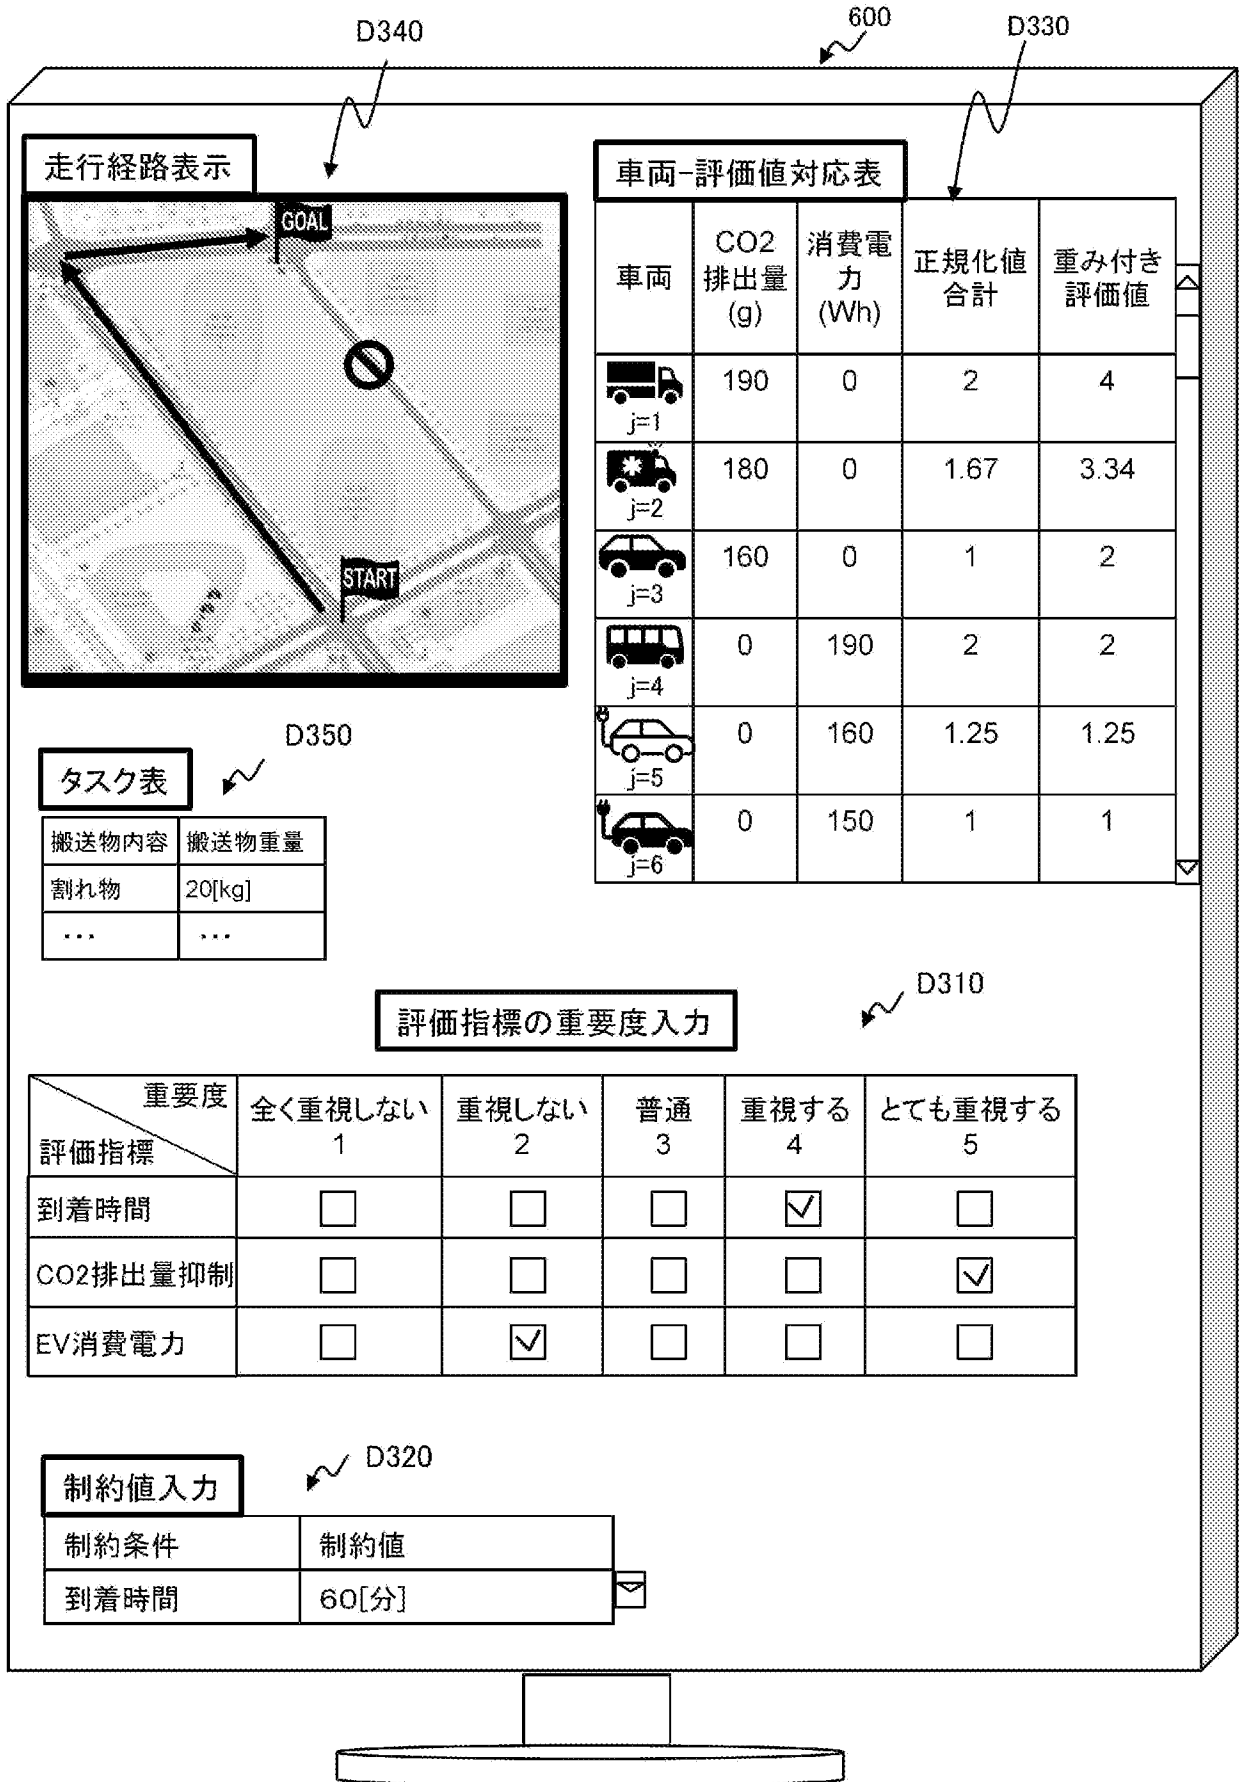 D340
600
D330
走行経路表示
GOAL
START
車両-評価値対応表
車両
CO2
排出量
(g)
消費電
力
(Wh)
正規化値
合計
重み付き
評価値
j=1
190
0
2
4
j=2
180
0
1.67
3.34
j=3
160
0
1
2
j=4
0
190
2
2
j=5
0
160
1.25
1.25
j=6
0
150
1
1
D350
タスク表
搬送物内容
搬送物重量
割れ物
20[kg]
・・・
・・・
D310
評価指標の重要度入力
重要度
評価指標
全く重視しない
1
重視しない
2
普通
3
重視する
4
とても重視する
5
到着時間
CO2排出量抑制
EV消費電力
D320
制約値入力
制約条件
制約値
到着時間
60[分]